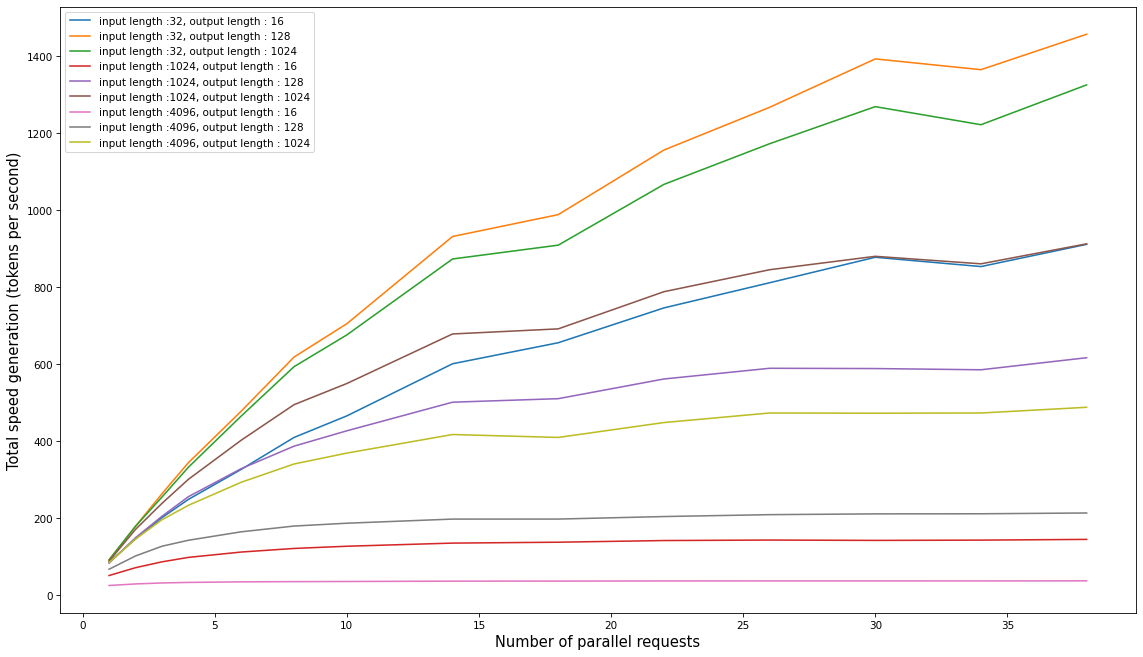 input length :32, output length : 16
input length :32, output length : 128
input length :32, output length : 1024
input length :1024, output length : 16
input length :1024, output length : 128
input length :1024, output length : 1024
input length :4096, output length : 16
input length :4096, output length : 128
input length :4096, output length : 1024
Total speed generation (tokens per second)
1400
1200
1000
800
600
400
200
0
0 5 10 15 20 25 30 35
Number of parallel requests